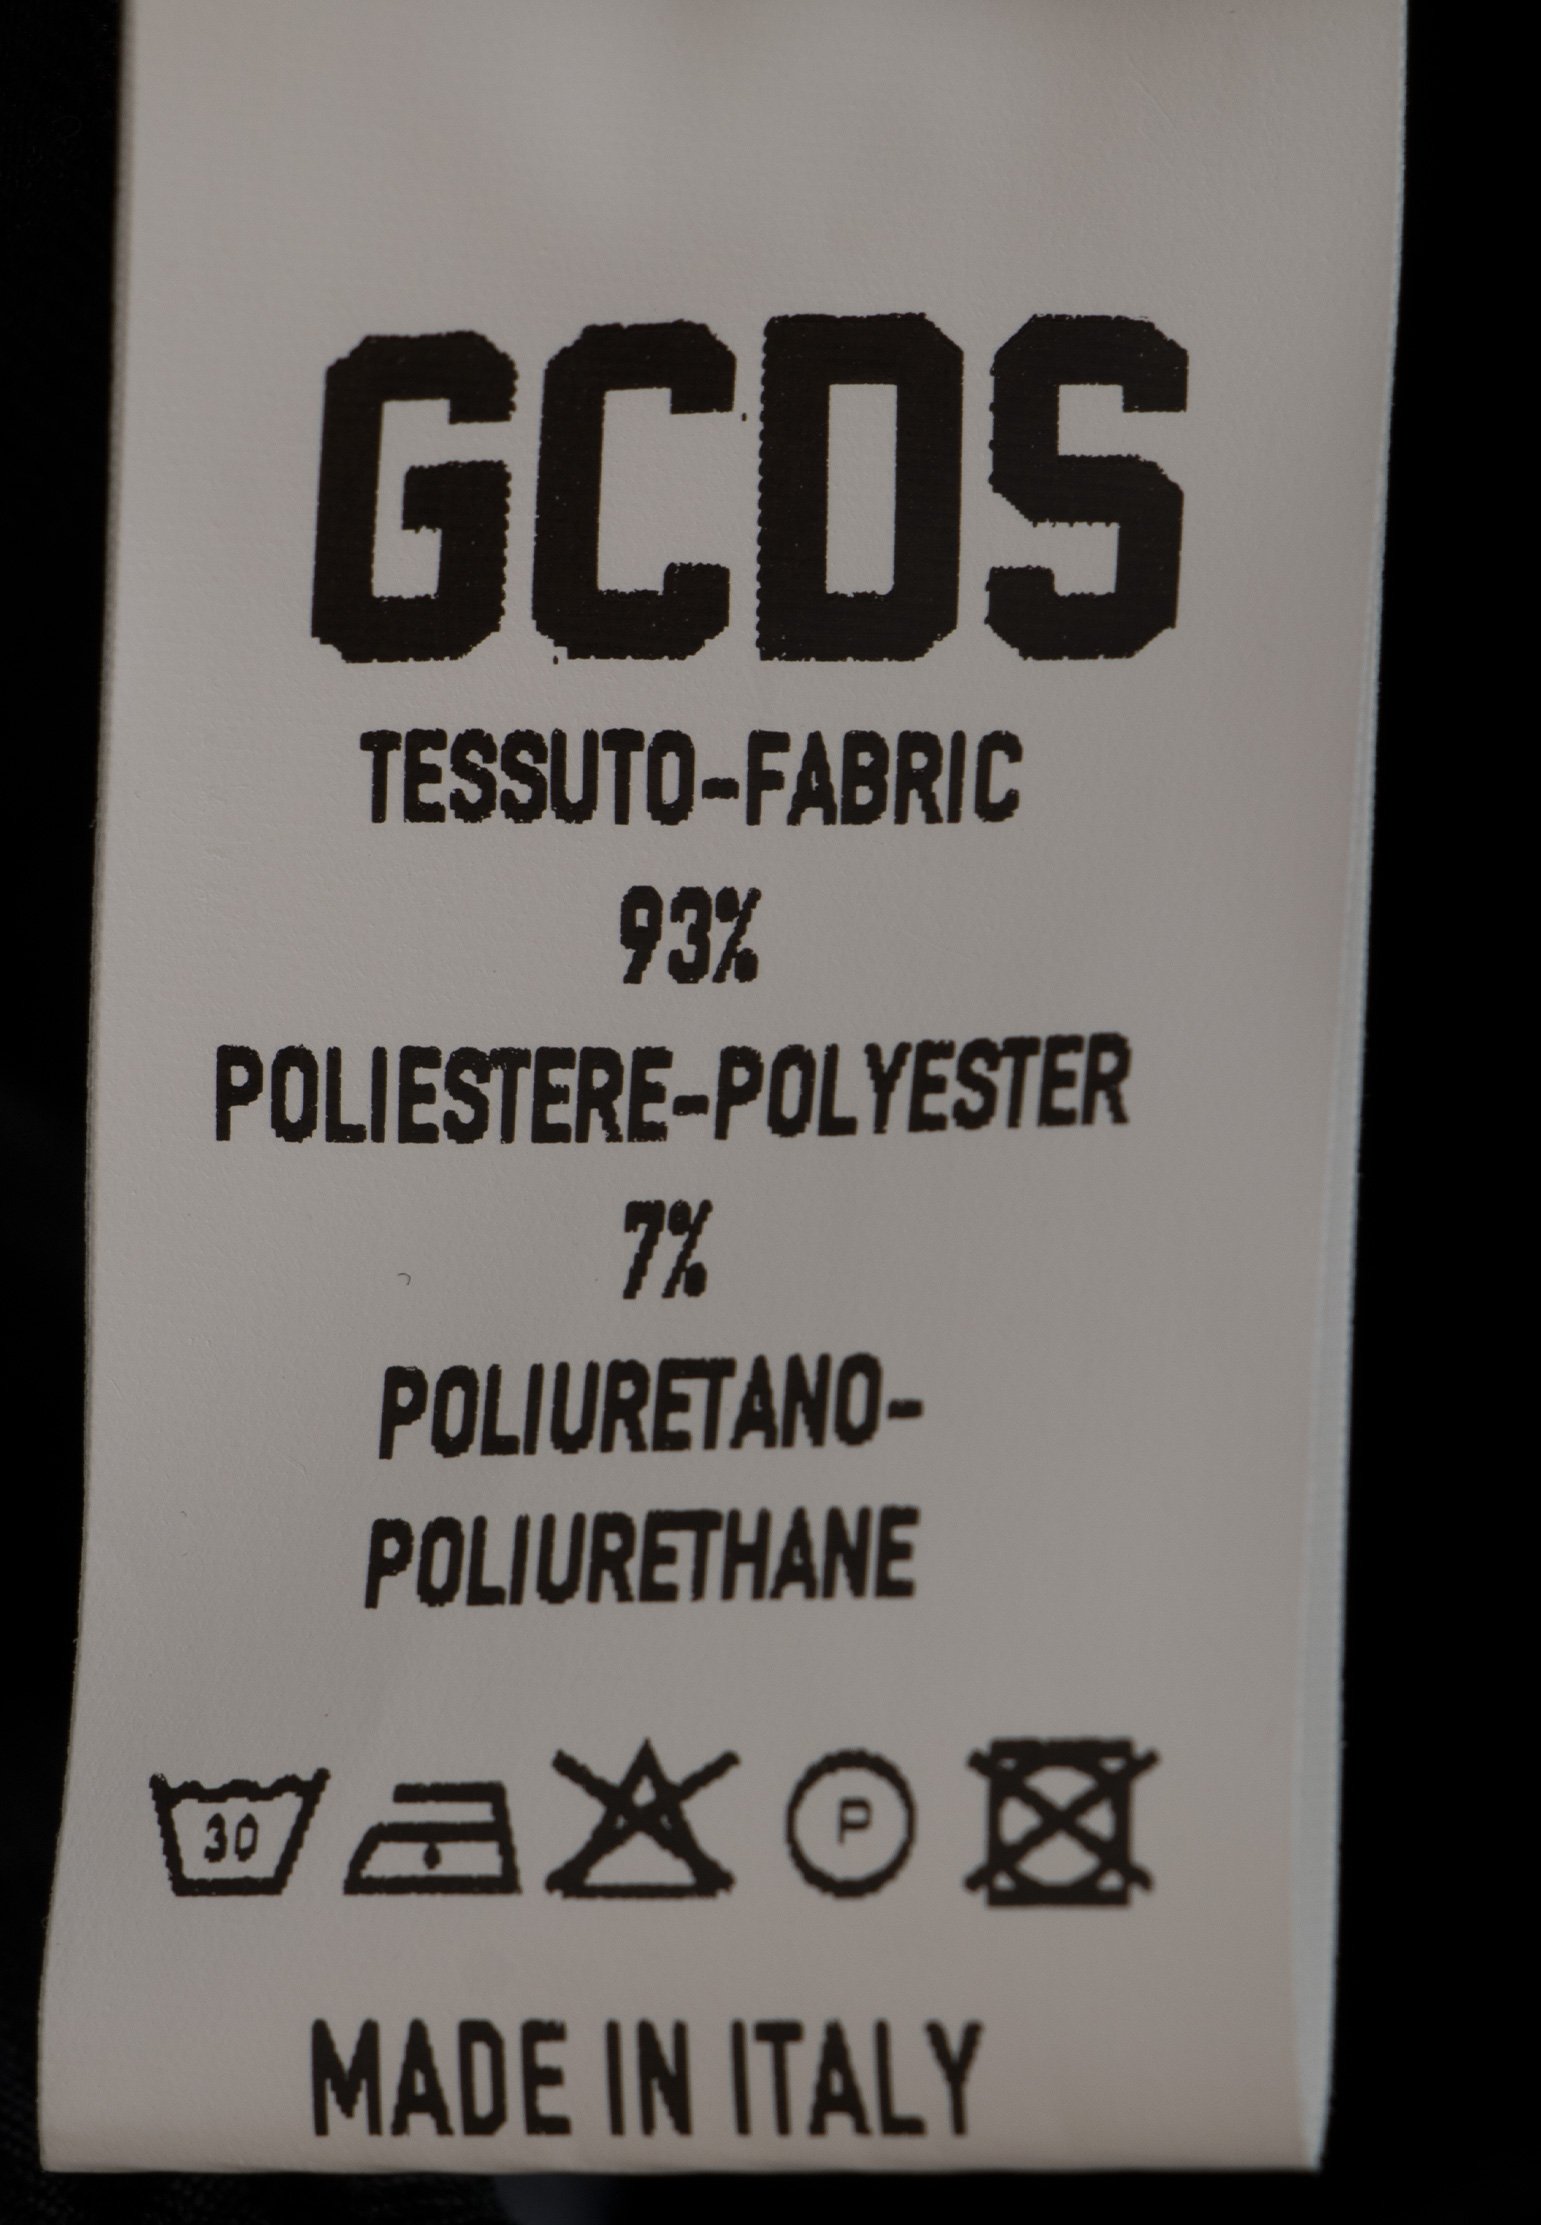 GCDS
TESSUTO-FABRIC
93%
POLIESTERE-POLYESTER
7%
POLIURETANO-
POLIURETHANE
30 P
MADE IN ITALY